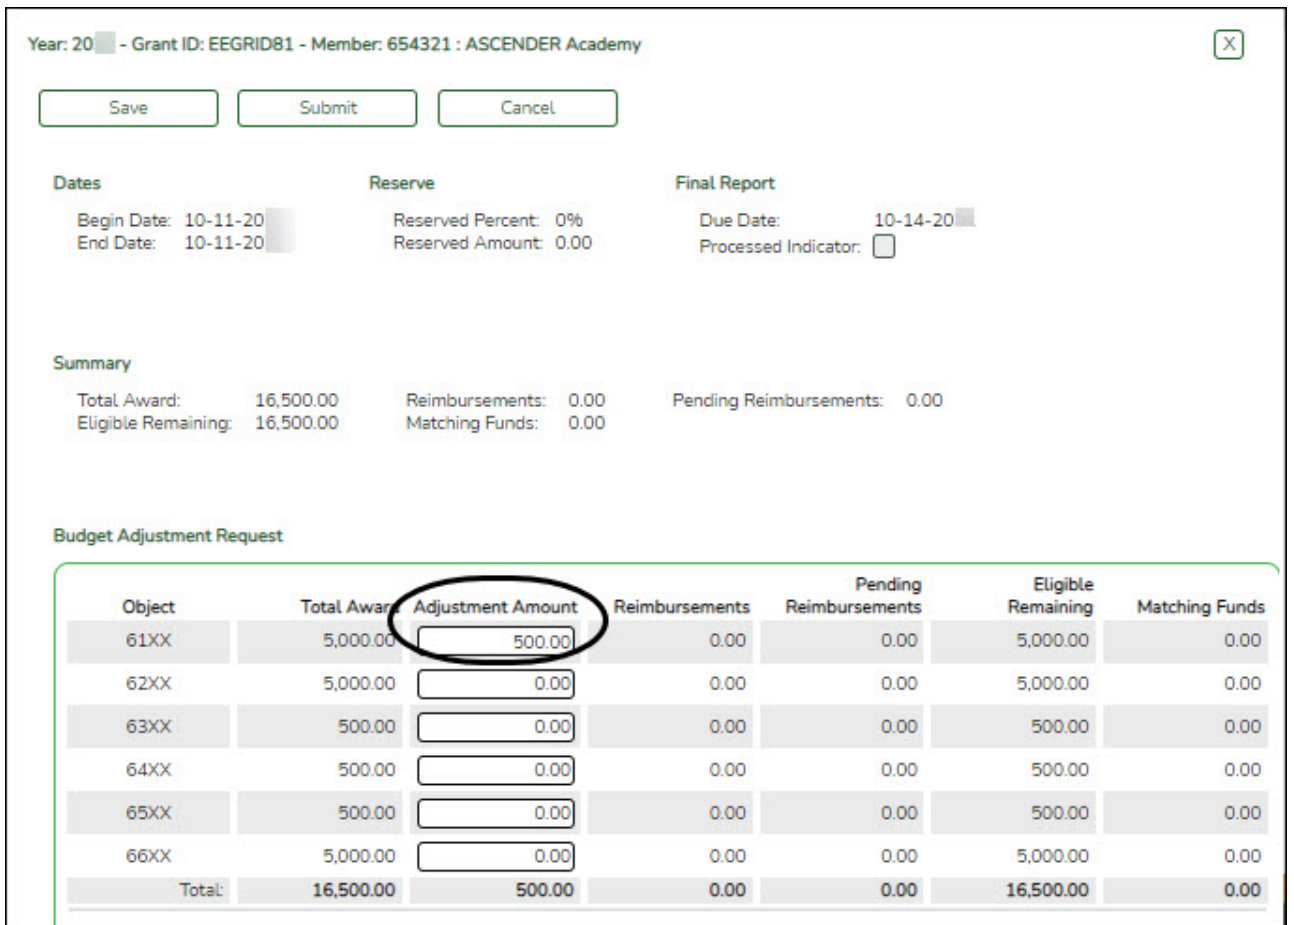 Year: 20 - Grant ID: EEGRID81 - Member: 654321 : ASCENDER Academy X
Save Submit Cancel
Dates Reserve Final Report
Begin Date: 10-11-20 Reserved Percent: 0% Due Date: 10-14-20
End Date: 10-11-20 Reserved Amount: 0.00 Processed Indicator:
Summary
Total Award: 16,500.00 Reimbursements: 0.00 Pending Reimbursements: 0.00
Eligible Remaining: 16,500.00 Matching Funds: 0.00
Budget Adjustment Request
Object Total Award Adjustment Amount Reimbursements Pending Reimbursements Eligible Remaining Matching Funds
61XX 5,000.00 500.00 0.00 0.00 5,000.00 0.00
62XX 5,000.00 0.00 0.00 0.00 5,000.00 0.00
63XX 500.00 0.00 0.00 0.00 500.00 0.00
64XX 500.00 0.00 0.00 0.00 500.00 0.00
65XX 500.00 0.00 0.00 0.00 500.00 0.00
66XX 5,000.00 0.00 0.00 0.00 5,000.00 0.00
Total: 16,500.00 500.00 0.00 0.00 16,500.00 0.00